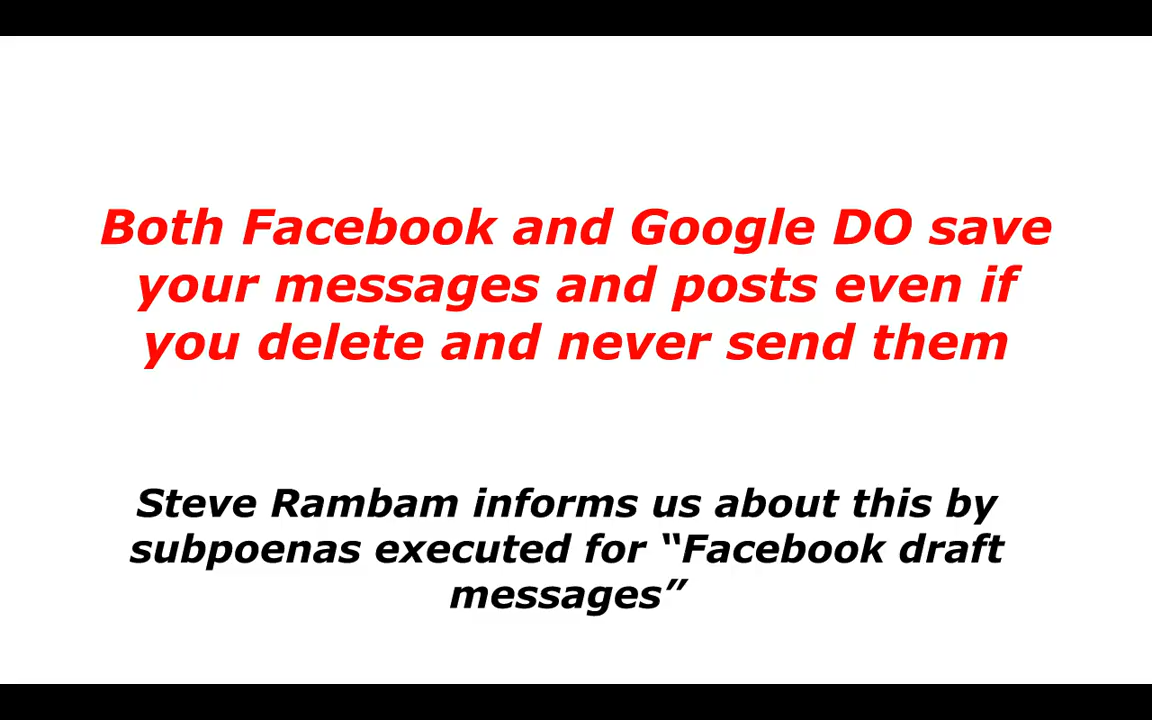 Both Facebook and Google DO save
your messages and posts even if
you delete and never send them
Steve Rambam informs us about this by
subpoenas executed for “Facebook draft
messages”